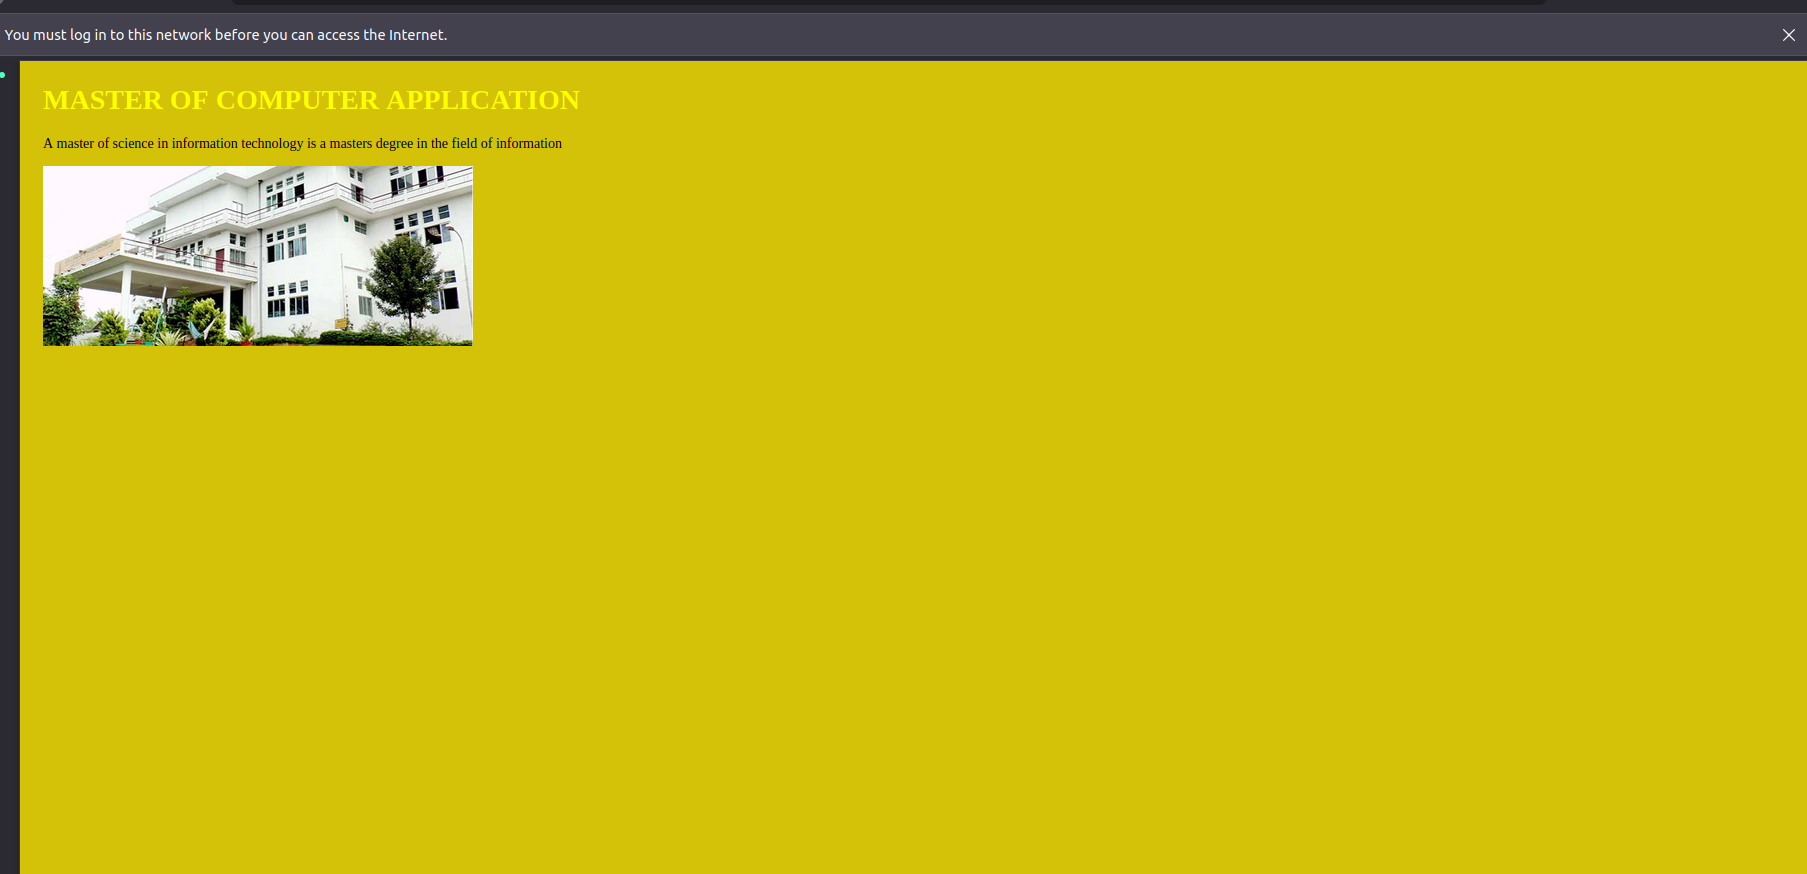 You must log in to this network before you can access the Internet.
MASTER OF COMPUTER APPLICATION
A master of science in information technology is a masters degree in the field of information